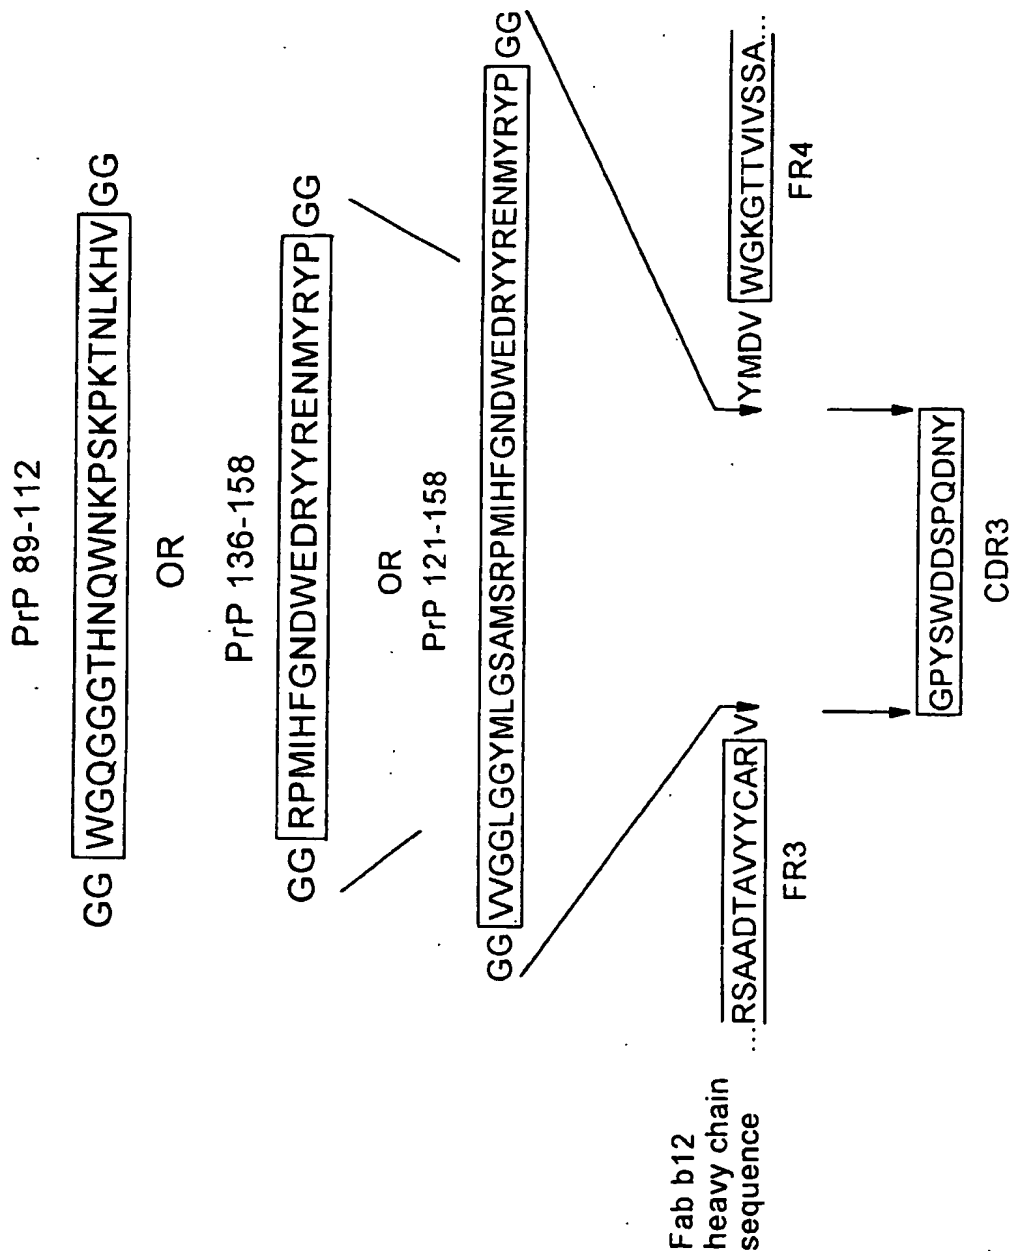 PrP 89-112
GG WGQGGGTHNQWNKPSKPKTNLKHV GG
OR
PrP 136-158
GG RPMIHFGNDWEDRYYRENMYRYP GG
OR
PrP 121-158
GG VVGGLGGYMLGSAMSRPMIHFGNDWEDRYYRENMYRYP GG
Fab b12
heavy chain
sequence
...RSAADTAVYYCAR V
FR3
YMDV WGKGTTVIVSSA...
FR4
GPYSWDDSPQDNY
CDR3